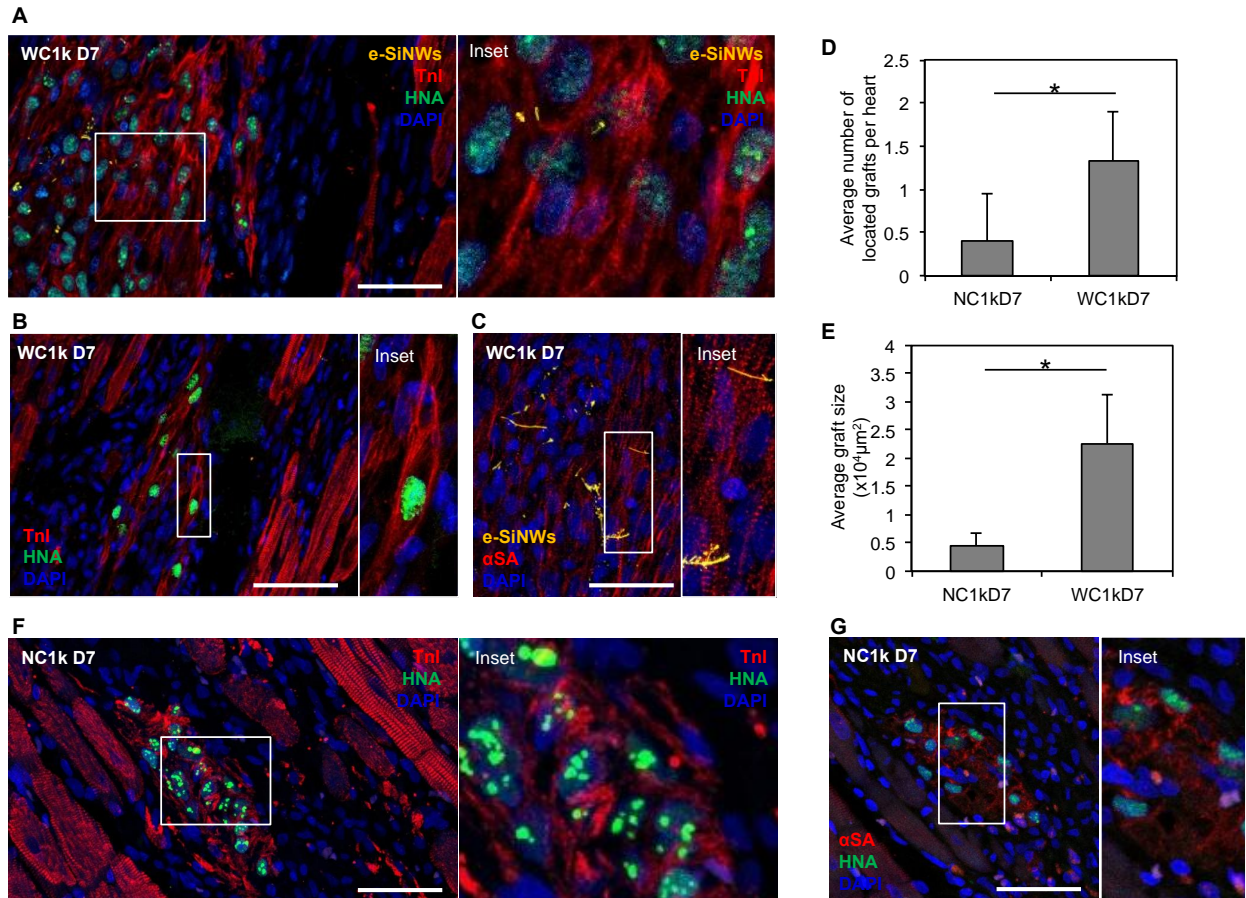 A
WC1k D7
e-SiNWs
TnI
HNA
DAPI
Inset
e-SiNWs
TnI
HNA
DAPI
D
Average number of
located grafts per heart
2.5
2
1.5
1
0.5
0
*
NC1kD7
WC1kD7
B
WC1k D7
TnI
HNA
DAPI
Inset
C
WC1k D7
e-SiNWs
αSA
DAPI
Inset
E
Average graft size
(x10⁴μm²)
4
3.5
3
2.5
2
1.5
1
0.5
0
*
NC1kD7
WC1kD7
F
NC1k D7
TnI
HNA
DAPI
Inset
TnI
HNA
DAPI
G
NC1k D7
αSA
HNA
DAPI
Inset